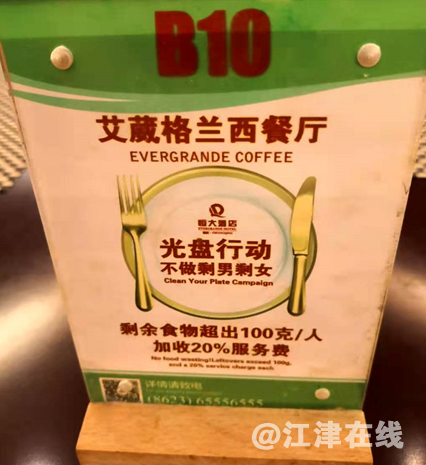 B10
艾葳格兰西餐厅
EVERGRANDE COFFEE
恒大酒店
EVERGRANDE HOTEL
光盘行动
不做剩男剩女
Clean Your Plate Campaign
剩余食物超出100克/人
加收20%服务费
No food wasting!Leftovers exceed 100g,
and a 20% service charge each
详情请致电
(8623) 65556555
@江津在线